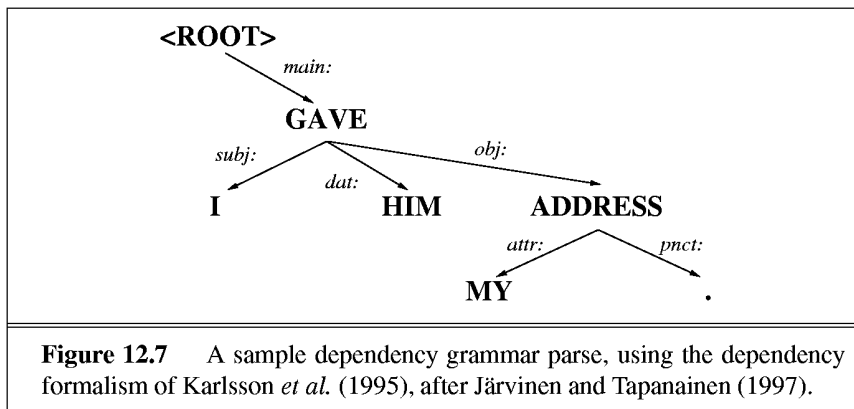 <ROOT>
main:
GAVE
subj:
dat:
obj:
I
HIM
ADDRESS
attr:
pnct:
MY
.
Figure 12.7 A sample dependency grammar parse, using the dependency
formalism of Karlsson et al. (1995), after Järvinen and Tapanainen (1997).